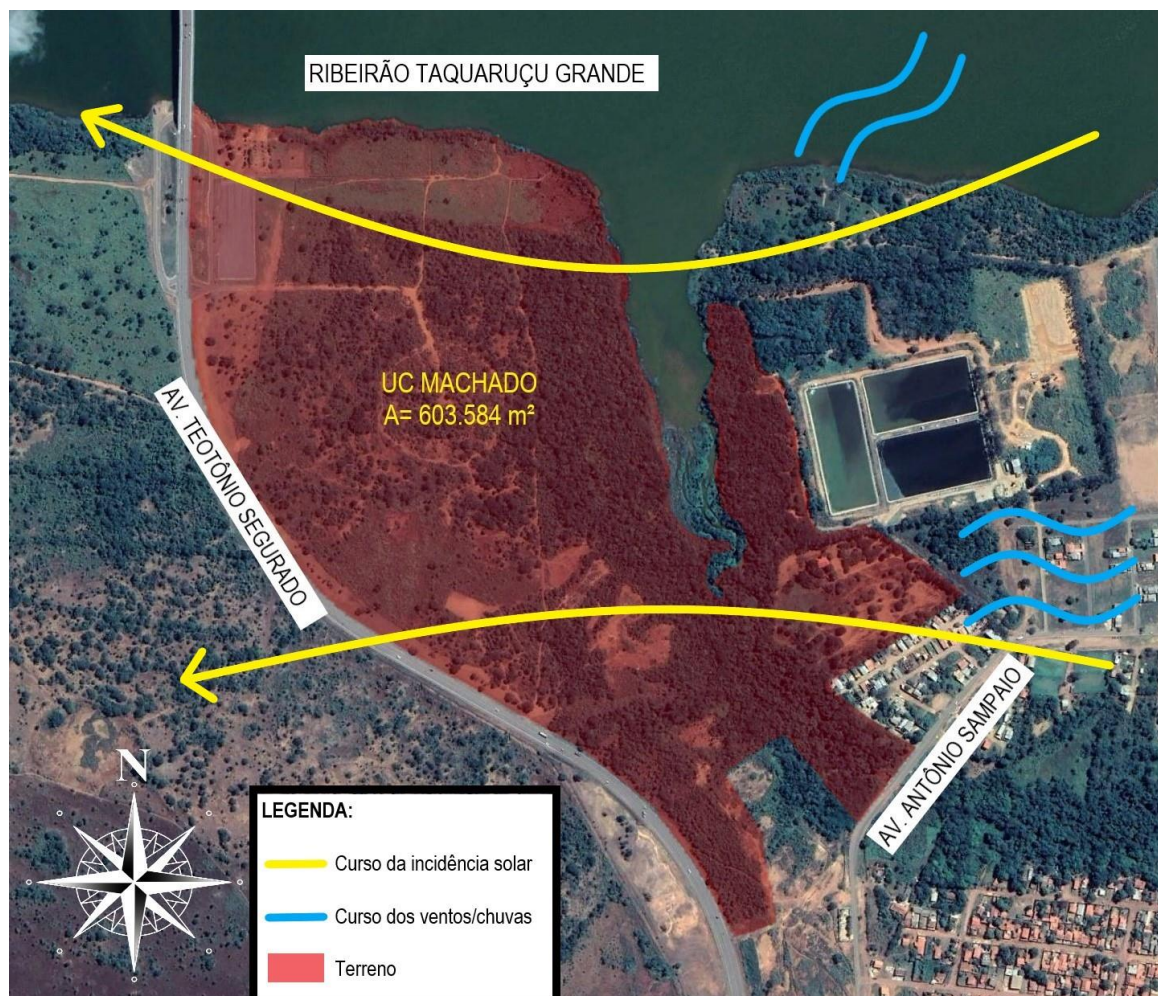 RIBEIRÃO TAQUARUÇU GRANDE
UC MACHADO
A= 603.584 m²
AV. TEOTÔNIO SEGURADO
AV. ANTÔNIO SAMPAIO
N
LEGENDA:
Curso da incidência solar
Curso dos ventos/chuvas
Terreno